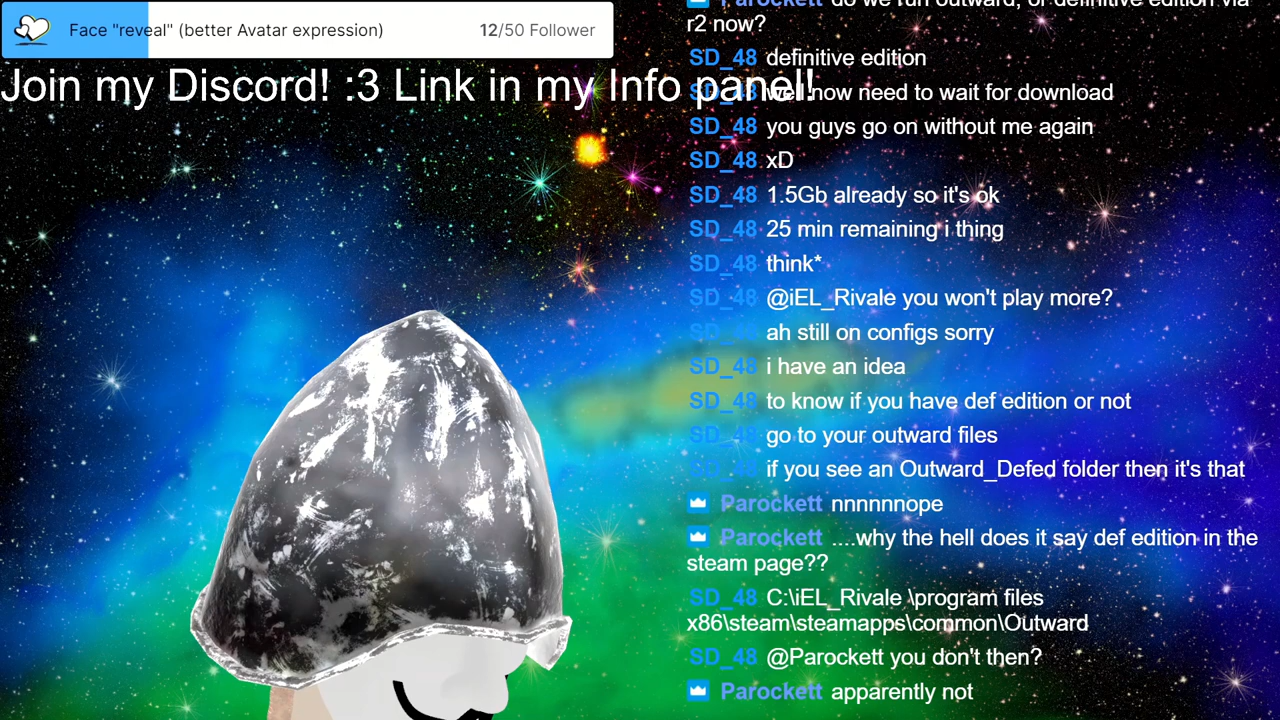 Face "reveal" (better Avatar expression) 12/50 Follower
Join my Discord! :3 Link in my Info panel!
Parockett do we run outward, or definitive edition via
r2 now?
SD_48 definitive edition
SD_48 well now need to wait for download
SD_48 you guys go on without me again
SD_48 xD
SD_48 1.5Gb already so it's ok
SD_48 25 min remaining i thing
SD_48 think*
SD_48 @iEL_Rivale you won't play more?
SD_48 ah still on configs sorry
SD_48 i have an idea
SD_48 to know if you have def edition or not
SD_48 go to your outward files
SD_48 if you see an Outward_Defed folder then it's that
Parockett nnnnnnope
Parockett ....why the hell does it say def edition in the
steam page??
SD_48 C:\iEL_Rivale \program files
x86\steam\steamapps\common\Outward
SD_48 @Parockett you don't then?
Parockett apparently not